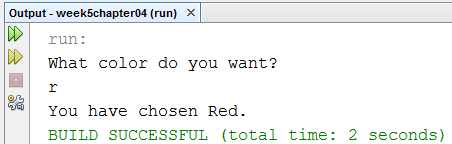 Output - week5chapter04 (run) ×
run:
What color do you want?
r
You have chosen Red.
BUILD SUCCESSFUL (total time: 2 seconds)